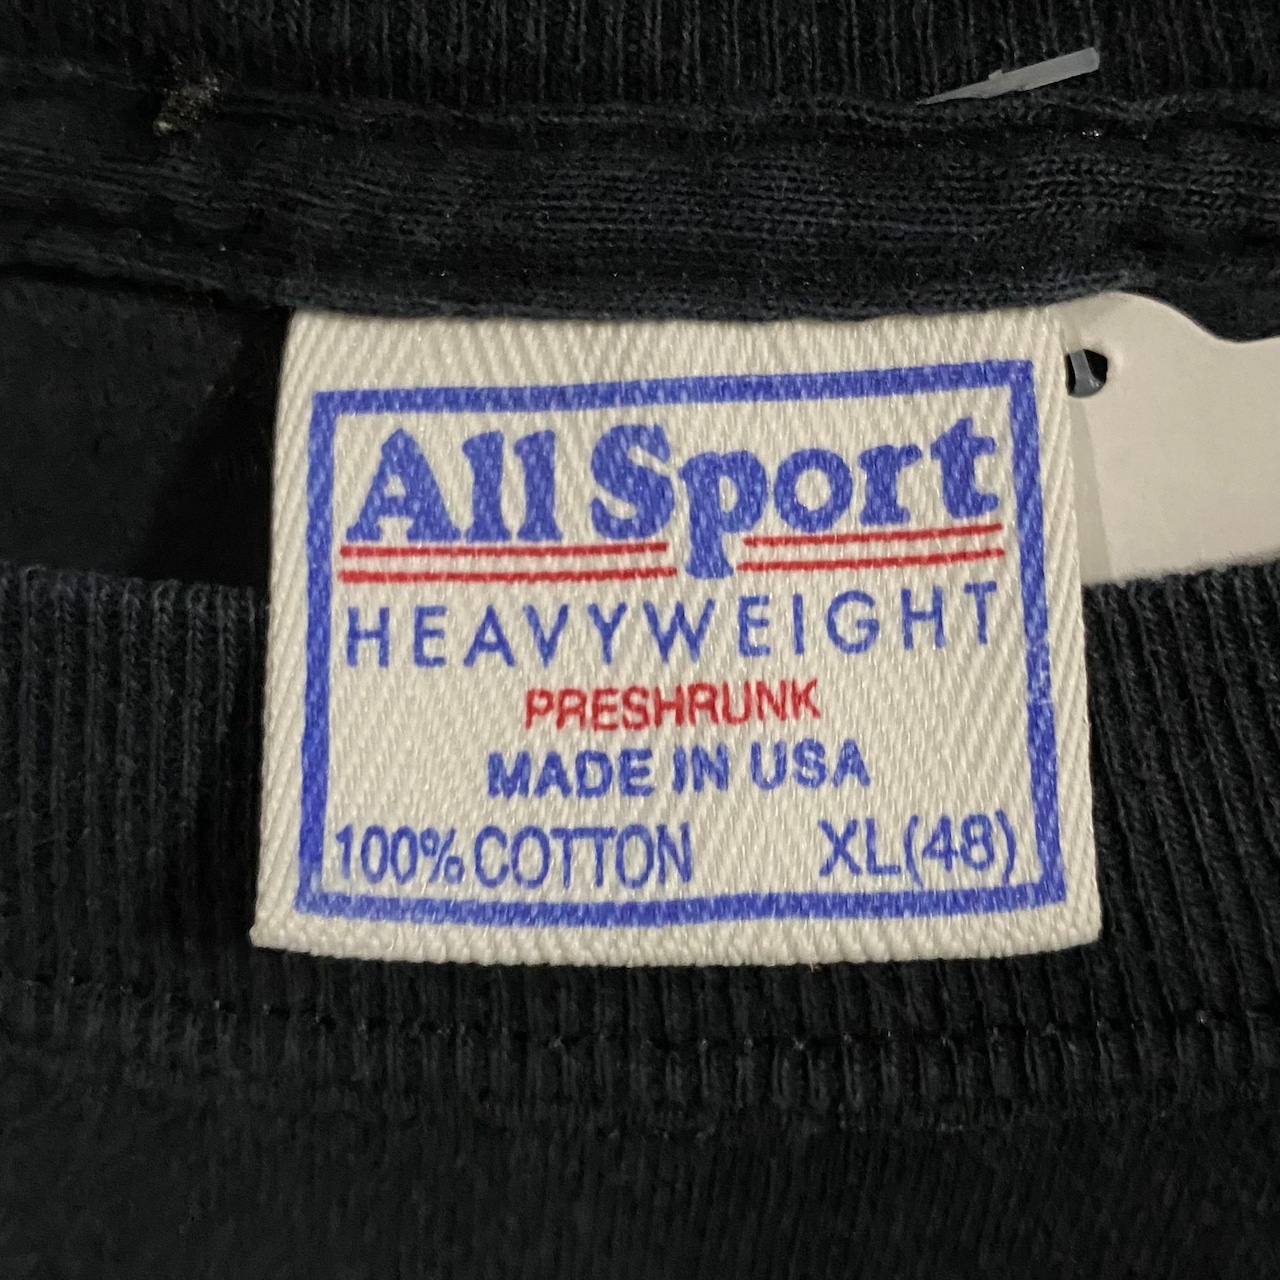 All Sport
HEAVYWEIGHT
PRESHRUNK
MADE IN USA
100% COTTON XL(48)